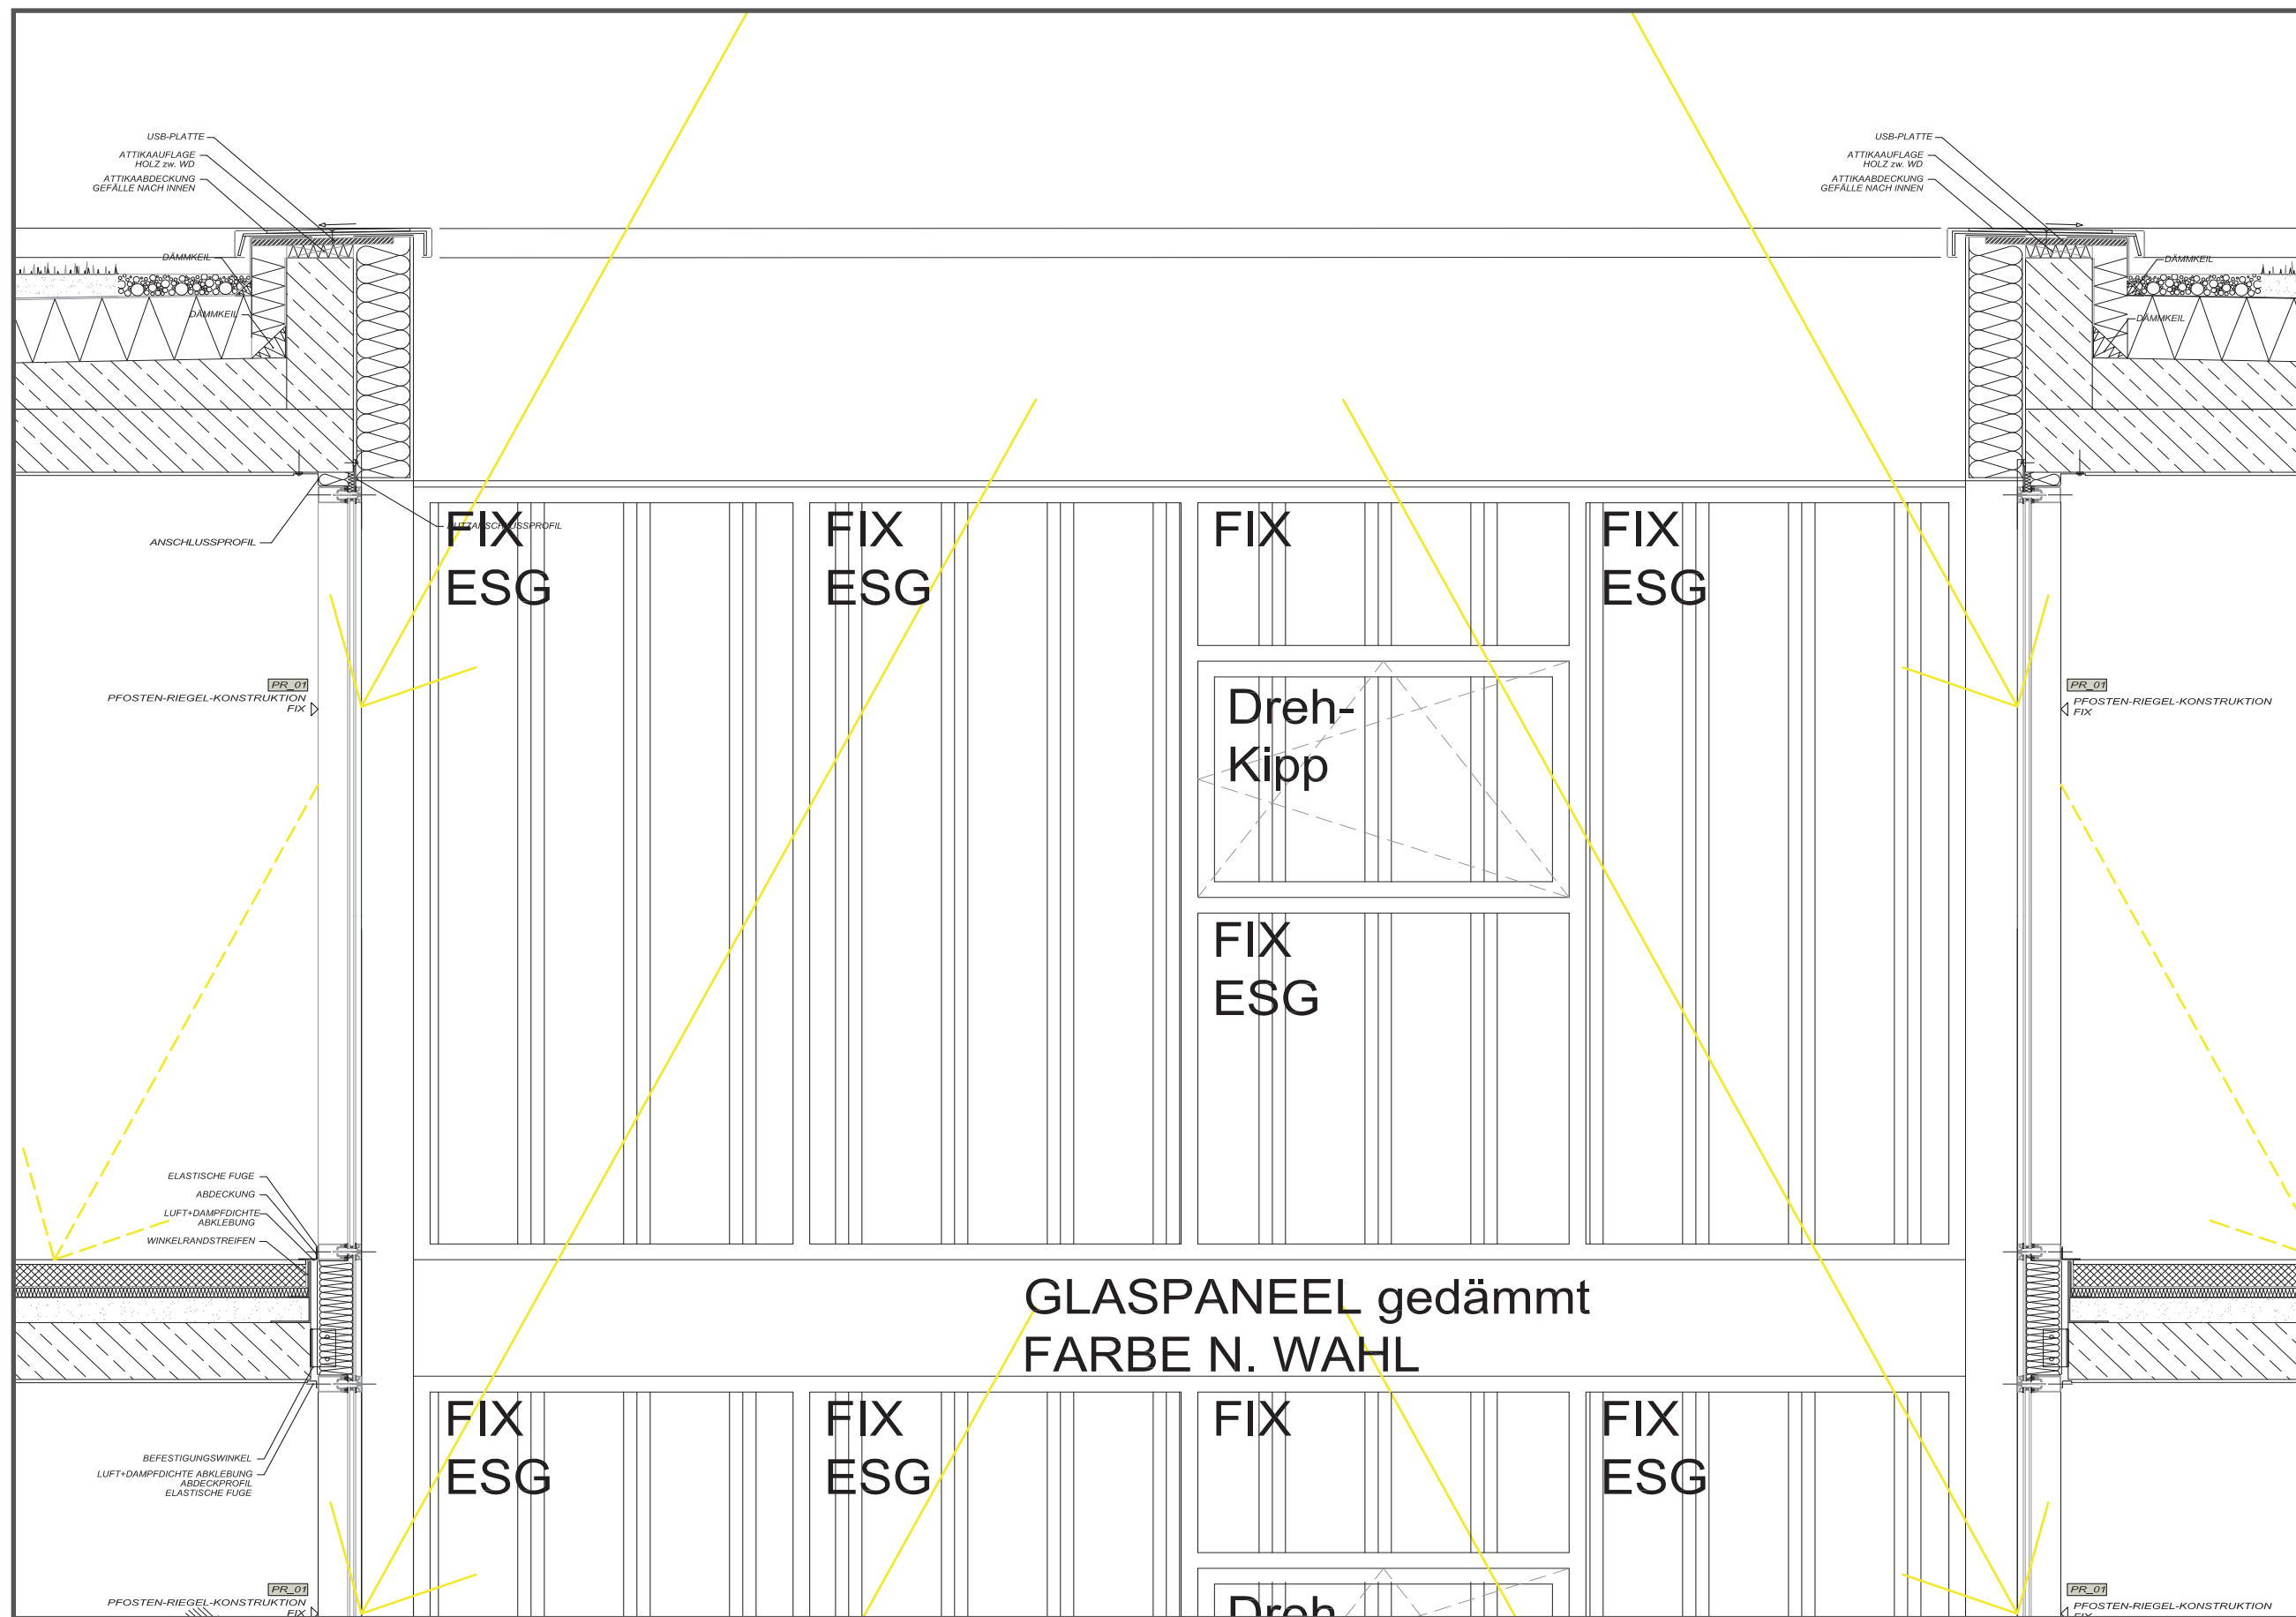 USB-PLATTE
ATTIKAAUFLAGE
HOLZ zw. WD
ATTIKAABDECKUNG
GEFÄLLE NACH INNEN
USB-PLATTE
ATTIKAAUFLAGE
HOLZ zw. WD
ATTIKAABDECKUNG
GEFÄLLE NACH INNEN
DÄMMKEIL
DÄMMKEIL
DÄMMKEIL
DÄMMKEIL
PUTZANSCHLUSSPROFIL
ANSCHLUSSPROFIL
FIX
ESG
FIX
ESG
FIX
FIX
ESG
PR_01
PFOSTEN-RIEGEL-KONSTRUKTION
FIX
Dreh-
Kipp
PR_01
PFOSTEN-RIEGEL-KONSTRUKTION
FIX
FIX
ESG
ELASTISCHE FUGE
ABDECKUNG
LUFT+DAMPFDICHTE
ABKLEBUNG
WINKELRANDSTREIFEN
GLASPANEEL gedämmt
FARBE N. WAHL
FIX
ESG
FIX
ESG
FIX
FIX
ESG
BEFESTIGUNGSWINKEL
LUFT+DAMPFDICHTE ABKLEBUNG
ABDECKPROFIL
ELASTISCHE FUGE
PR_01
PFOSTEN-RIEGEL-KONSTRUKTION
FIX
Dreh
PR_01
PFOSTEN-RIEGEL-KONSTRUKTION
FIX